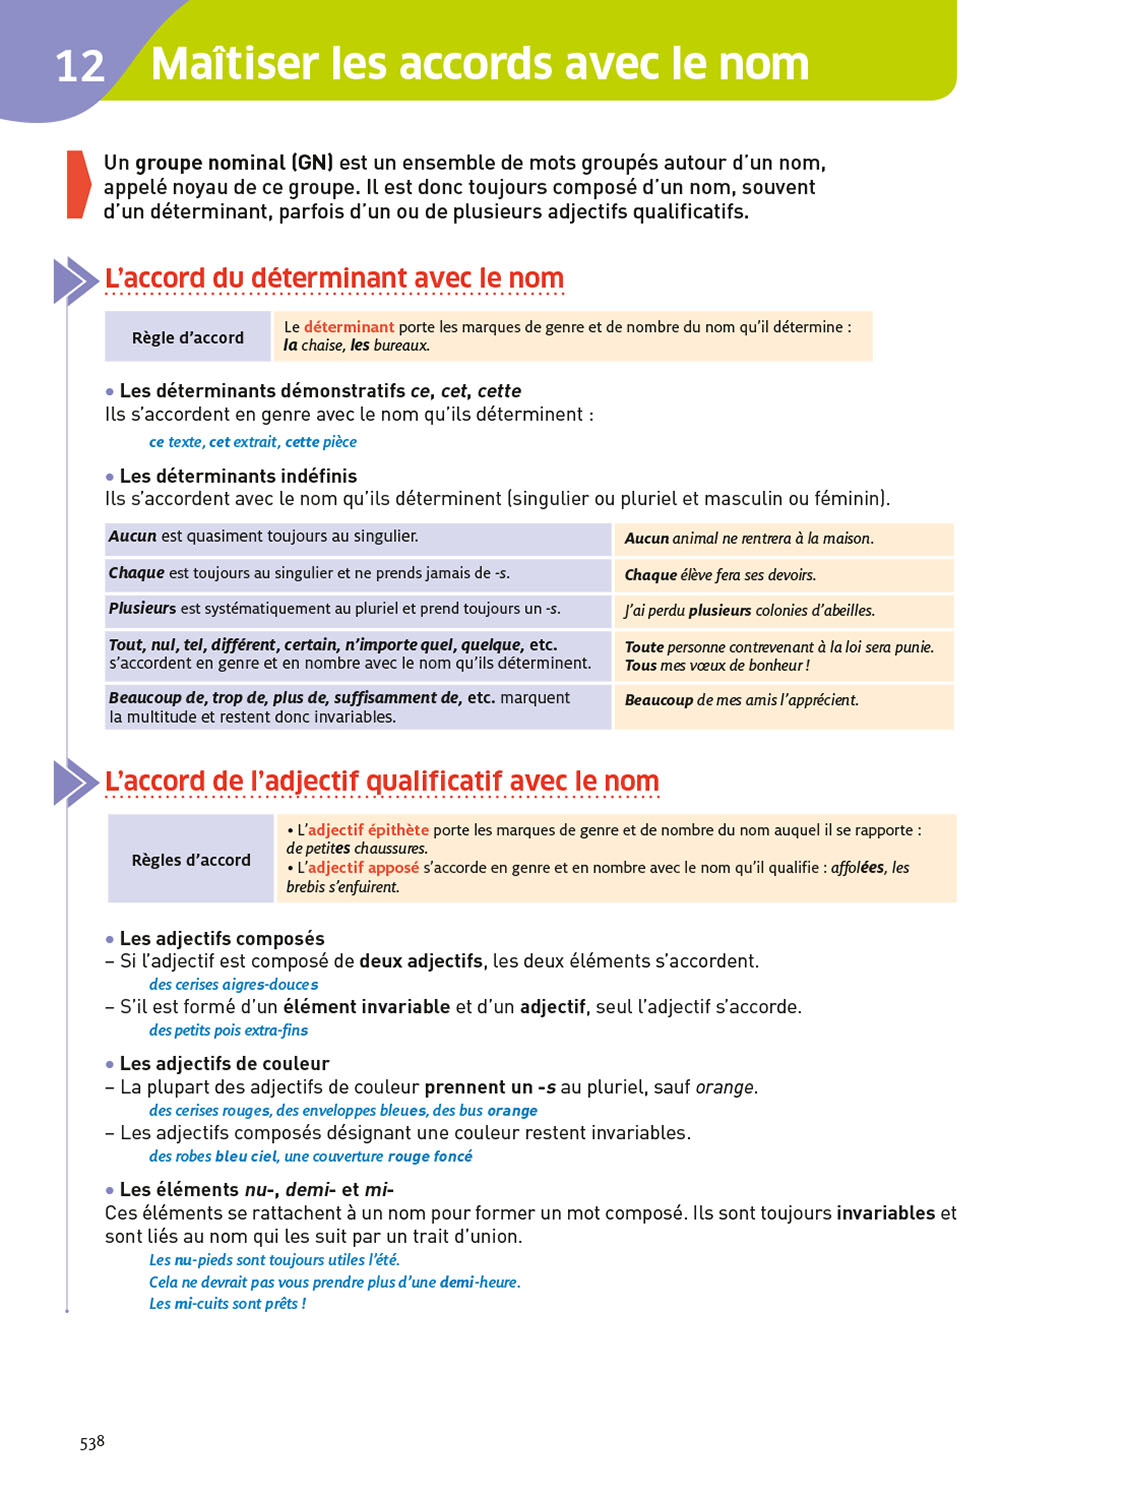 12
Maîtiser les accords avec le nom
Un groupe nominal (GN) est un ensemble de mots groupés autour d’un nom,
appelé noyau de ce groupe. Il est donc toujours composé d’un nom, souvent
d’un déterminant, parfois d’un ou de plusieurs adjectifs qualificatifs.
L’accord du déterminant avec le nom
Règle d’accord
Le déterminant porte les marques de genre et de nombre du nom qu’il détermine :
la chaise, les bureaux.
• Les déterminants démonstratifs ce, cet, cette
Ils s’accordent en genre avec le nom qu’ils déterminent :
ce texte, cet extrait, cette pièce
• Les déterminants indéfinis
Ils s’accordent avec le nom qu’ils déterminent (singulier ou pluriel et masculin ou féminin).
Aucun est quasiment toujours au singulier.
Aucun animal ne rentrera à la maison.
Chaque est toujours au singulier et ne prends jamais de -s.
Chaque élève fera ses devoirs.
Plusieurs est systématiquement au pluriel et prend toujours un -s.
J’ai perdu plusieurs colonies d’abeilles.
Tout, nul, tel, différent, certain, n’importe quel, quelque, etc.
s’accordent en genre et en nombre avec le nom qu’ils déterminent.
Toute personne contrevenant à la loi sera punie.
Tous mes vœux de bonheur !
Beaucoup de, trop de, plus de, suffisamment de, etc. marquent
la multitude et restent donc invariables.
Beaucoup de mes amis l’apprécient.
L’accord de l’adjectif qualificatif avec le nom
Règles d’accord
• L’adjectif épithète porte les marques de genre et de nombre du nom auquel il se rapporte :
de petites chaussures.
• L’adjectif apposé s’accorde en genre et en nombre avec le nom qu’il qualifie : affolées, les
brebis s’enfuirent.
• Les adjectifs composés
– Si l’adjectif est composé de deux adjectifs, les deux éléments s’accordent.
des cerises aigres-douces
– S’il est formé d’un élément invariable et d’un adjectif, seul l’adjectif s’accorde.
des petits pois extra-fins
• Les adjectifs de couleur
– La plupart des adjectifs de couleur prennent un -s au pluriel, sauf orange.
des cerises rouges, des enveloppes bleues, des bus orange
– Les adjectifs composés désignant une couleur restent invariables.
des robes bleu ciel, une couverture rouge foncé
• Les éléments nu-, demi- et mi-
Ces éléments se rattachent à un nom pour former un mot composé. Ils sont toujours invariables et
sont liés au nom qui les suit par un trait d’union.
Les nu-pieds sont toujours utiles l’été.
Cela ne devrait pas vous prendre plus d’une demi-heure.
Les mi-cuits sont prêts !
538